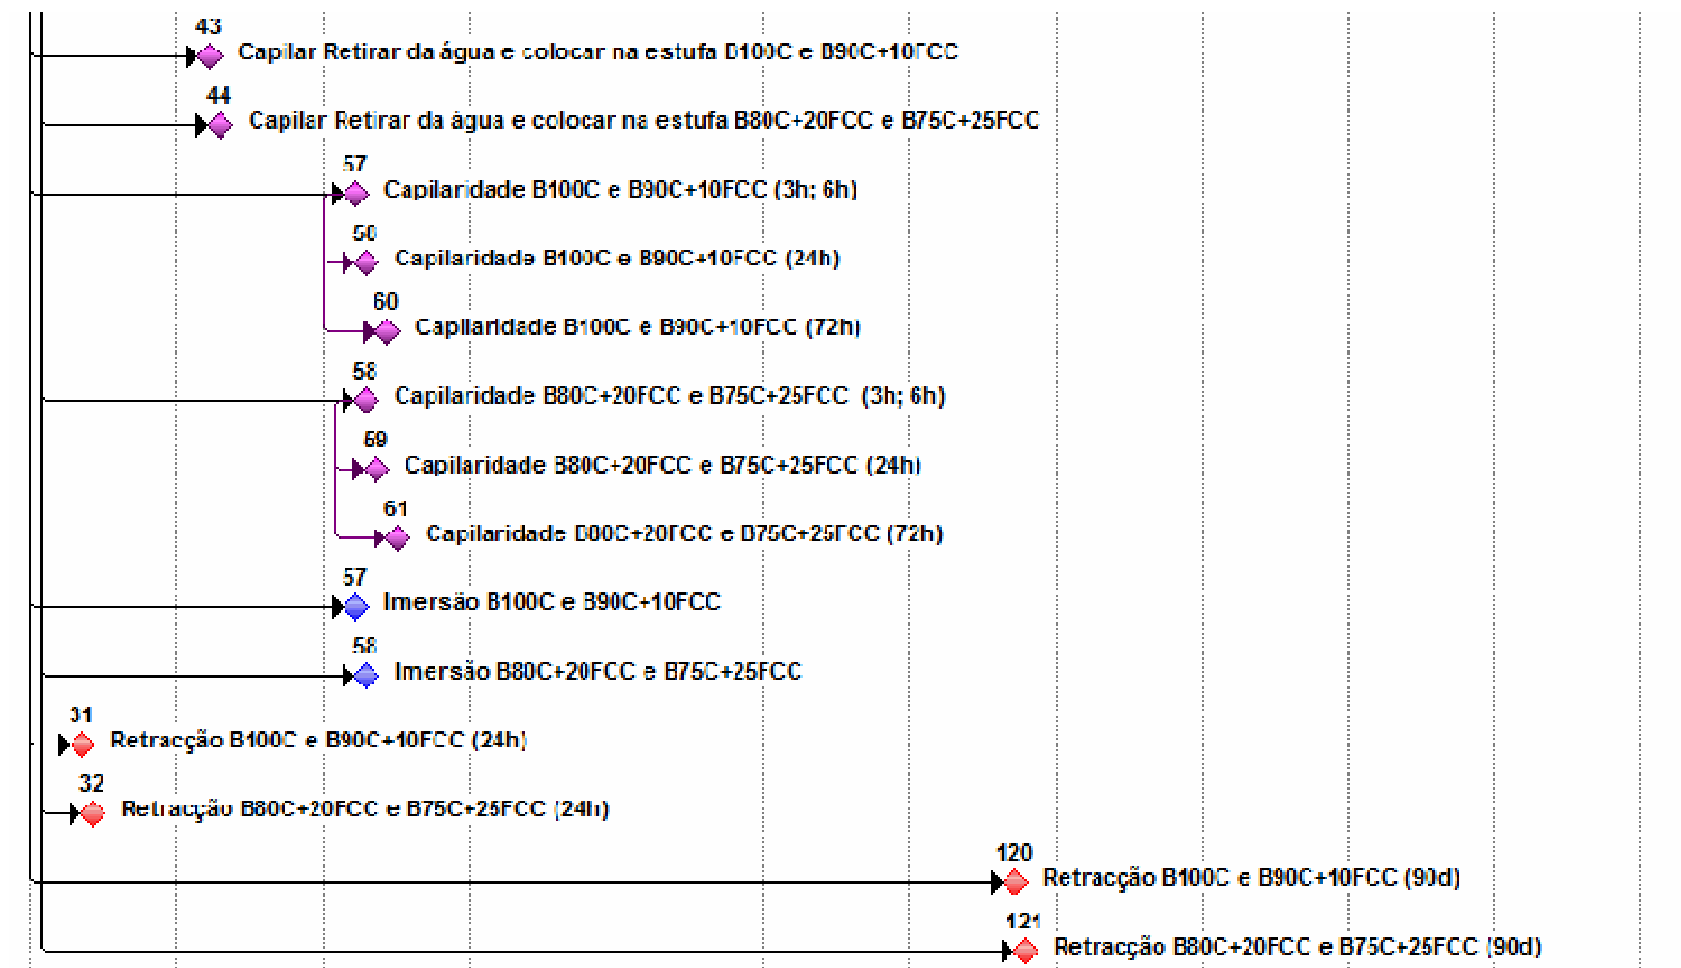 43
Capilar Retirar da água e colocar na estufa B100C e B90C+10FCC
44
Capilar Retirar da água e colocar na estufa B80C+20FCC e B75C+25FCC
57
Capilaridade B100C e B90C+10FCC (3h; 6h)
58
Capilaridade B100C e B90C+10FCC (24h)
60
Capilaridade B100C e B90C+10FCC (72h)
58
Capilaridade B80C+20FCC e B75C+25FCC (3h; 6h)
59
Capilaridade B80C+20FCC e B75C+25FCC (24h)
61
Capilaridade B80C+20FCC e B75C+25FCC (72h)
57
Imersão B100C e B90C+10FCC
58
Imersão B80C+20FCC e B75C+25FCC
31
Retracção B100C e B90C+10FCC (24h)
32
Retracção B80C+20FCC e B75C+25FCC (24h)
120
Retracção B100C e B90C+10FCC (90d)
121
Retracção B80C+20FCC e B75C+25FCC (90d)